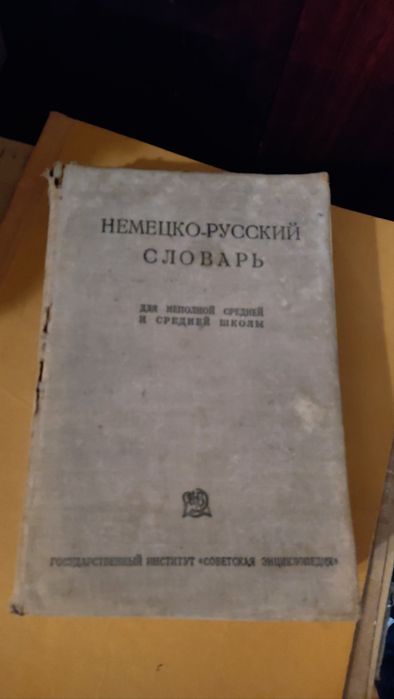 НЕМЕЦКО-РУССКИЙ
СЛОВАРЬ
ДЛЯ НЕПОЛНОЙ СРЕДНЕЙ
И СРЕДНЕЙ ШКОЛЫ
ГОСУДАРСТВЕННЫЙ ИНСТИТУТ «СОВЕТСКАЯ ЭНЦИКЛОПЕДИЯ»